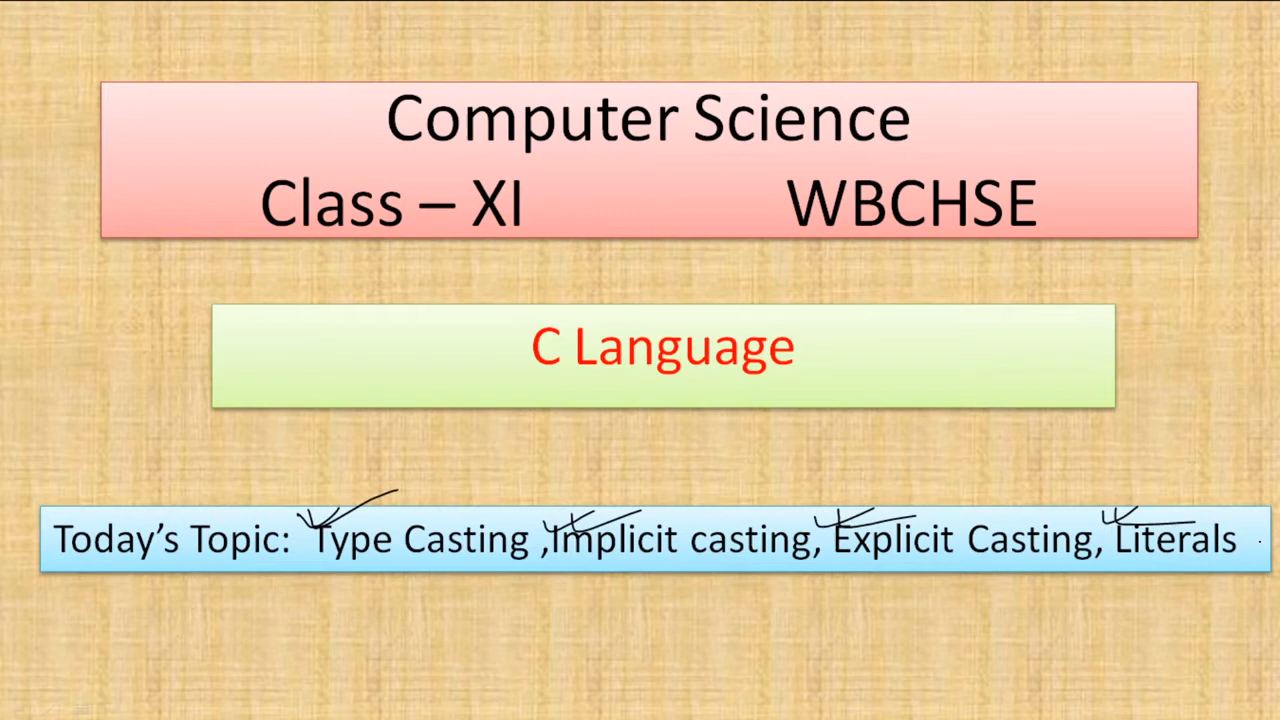 Computer Science
Class – XI WBCHSE
C Language
Today's Topic: Type Casting ,Implicit casting, Explicit Casting, Literals